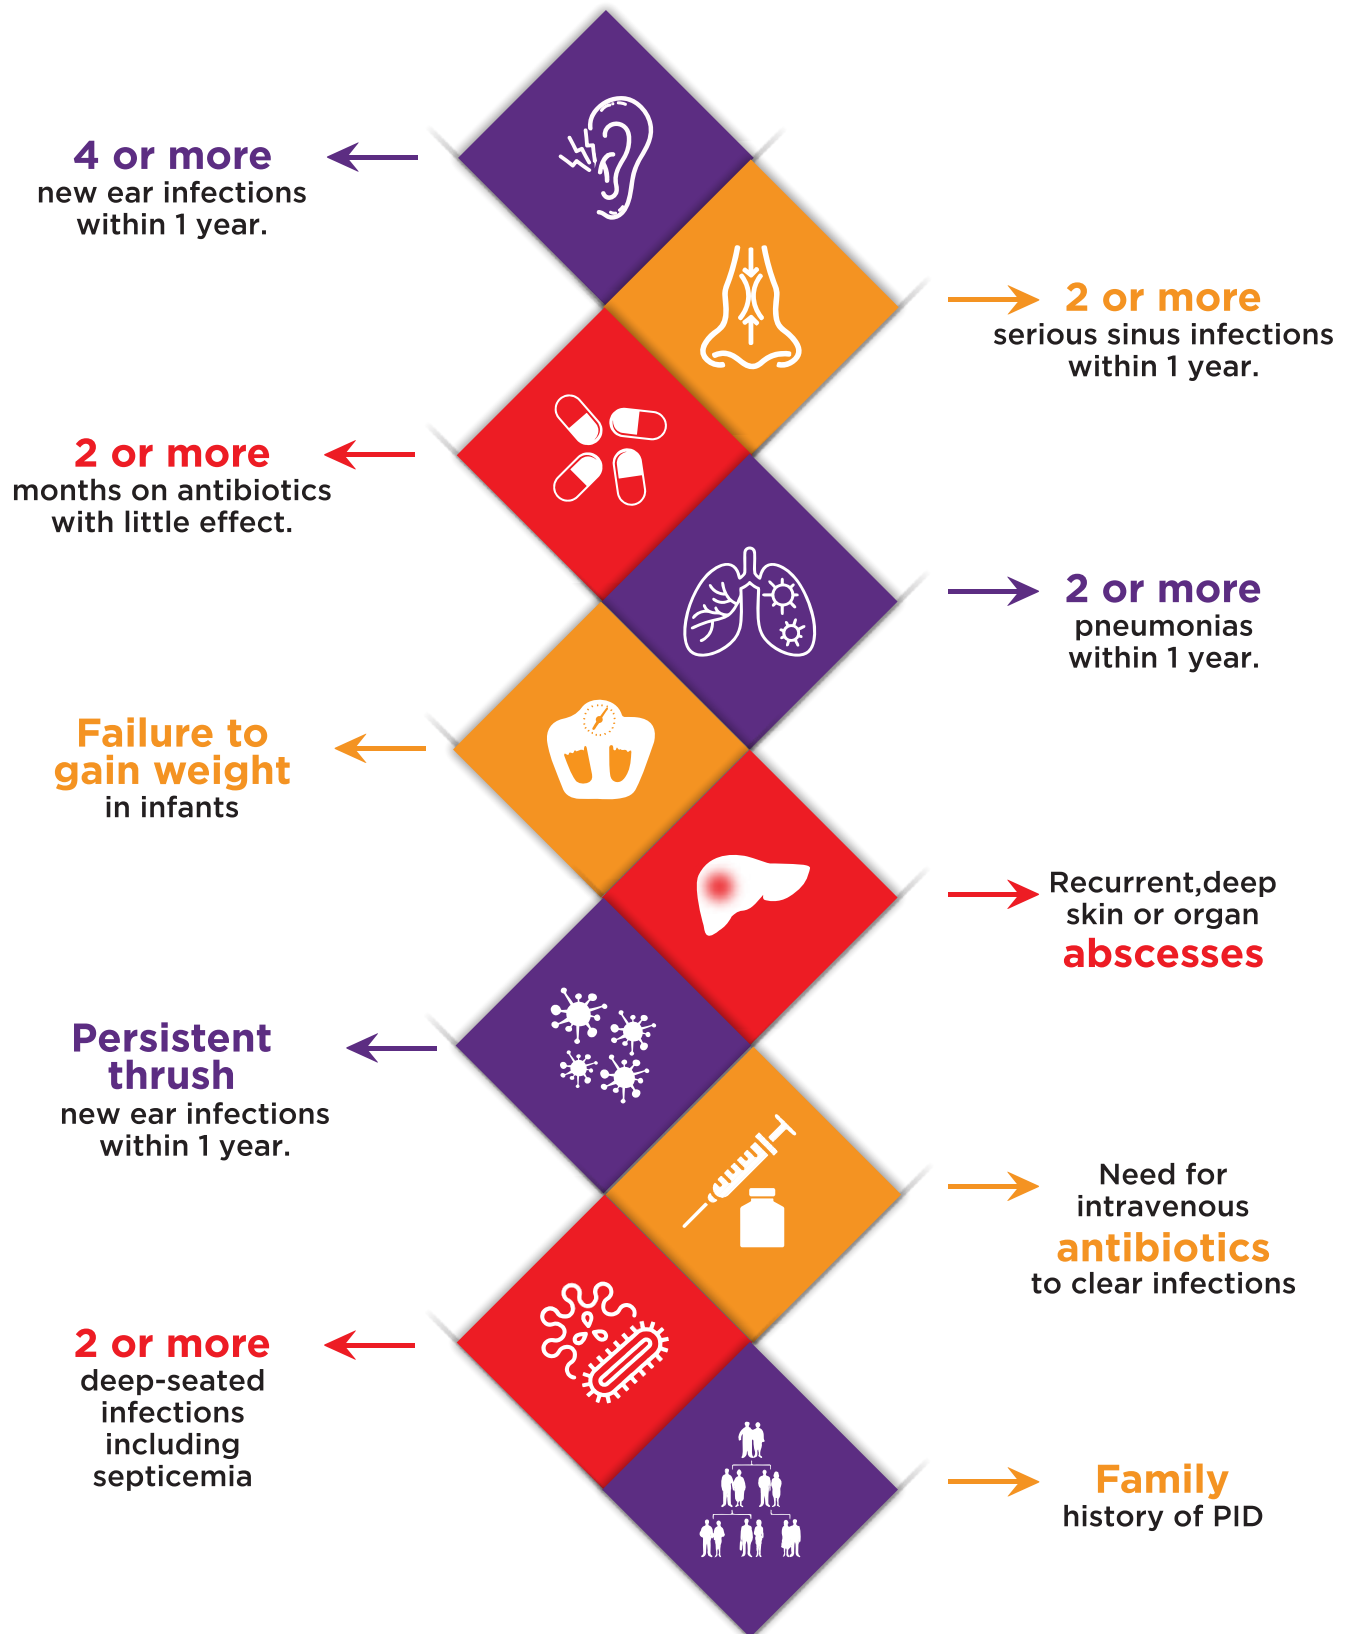 4 or more
new ear infections
within 1 year.
2 or more
serious sinus infections
within 1 year.
2 or more
months on antibiotics
with little effect.
2 or more
pneumonias
within 1 year.
Failure to
gain weight
in infants
Recurrent,deep
skin or organ
abscesses
Persistent
thrush
new ear infections
within 1 year.
Need for
intravenous
antibiotics
to clear infections
2 or more
deep-seated
infections
including
septicemia
Family
history of PID